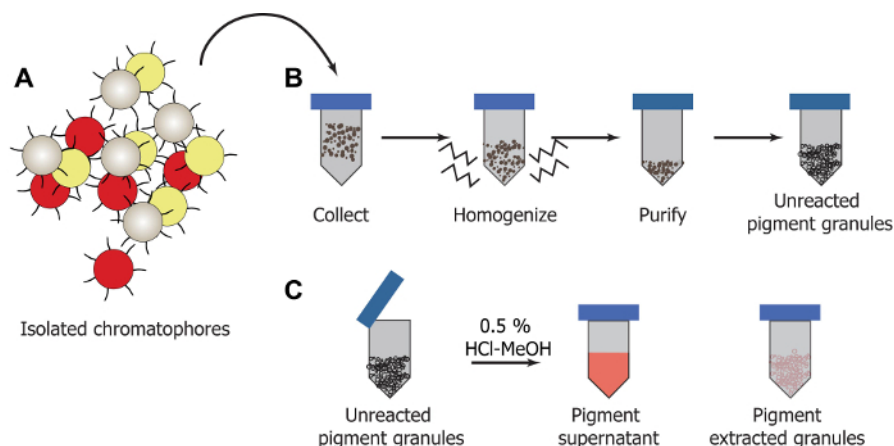 A
B
Collect
Homogenize
Purify
Unreacted
pigment granules
Isolated chromatophores
C
0.5 %
HCl-MeOH
Unreacted
pigment granules
Pigment
supernatant
Pigment
extracted granules